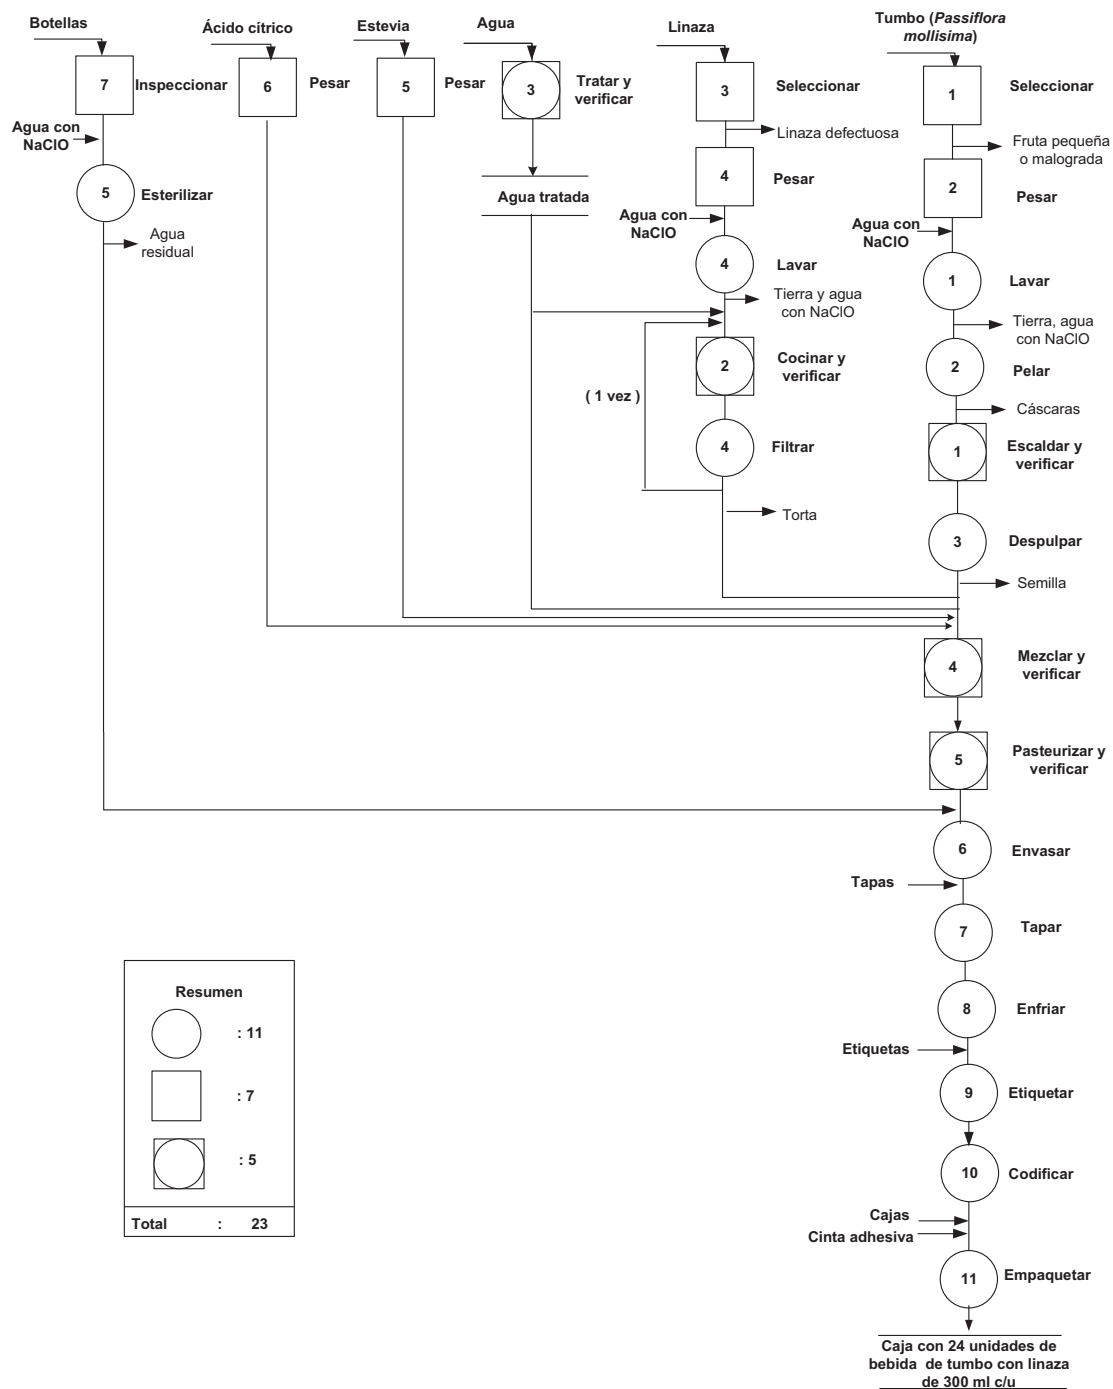 Botellas
Ácido cítrico
Estevia
Agua
Linaza
Tumbo (Passiflora
mollisima)
7
Inspeccionar
6
Pesar
5
Pesar
3
Tratar y
verificar
3
Seleccionar
1
Seleccionar
Agua con
NaClO
Linaza defectuosa
Fruta pequeña
o malograda
5
Esterilizar
Agua tratada
4
Pesar
2
Pesar
Agua
residual
Agua con
NaClO
Agua con
NaClO
4
Lavar
1
Lavar
Tierra y agua
con NaClO
Tierra, agua
con NaClO
2
Cocinar y
verificar
2
Pelar
( 1 vez )
Cáscaras
4
Filtrar
1
Escaldar y
verificar
Torta
3
Despulpar
Semilla
4
Mezclar y
verificar
5
Pasteurizar y
verificar
6
Envasar
Tapas
7
Tapar
8
Enfriar
Etiquetas
9
Etiquetar
10
Codificar
Cajas
Cinta adhesiva
11
Empaquetar
Caja con 24 unidades de
bebida de tumbo con linaza
de 300 ml c/u
Resumen
: 11
: 7
: 5
Total : 23